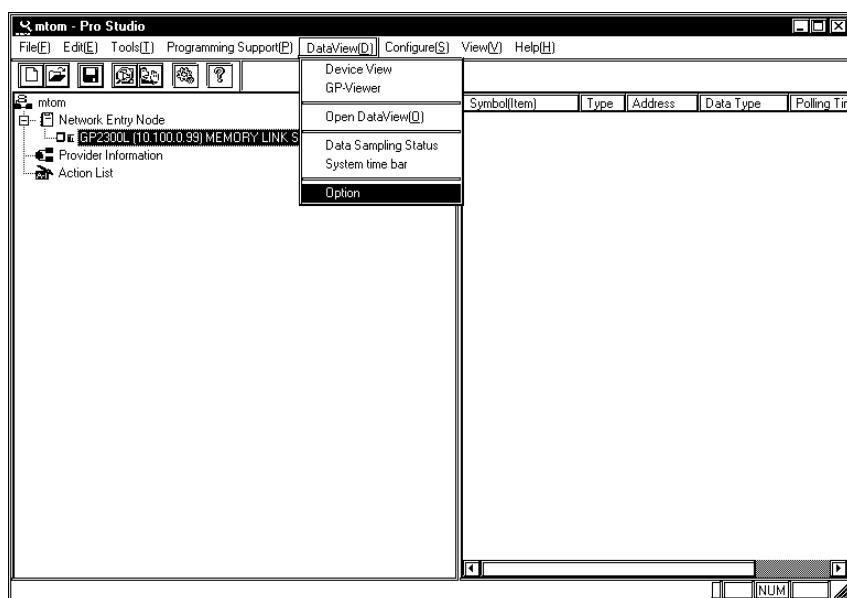 mtom - Pro Studio
File(F) Edit(E) Tools(T) Programming Support(P) DataView(D) Configure(S) View(V) Help(H)
Device View
GP-Viewer
Open DataView(O)
Data Sampling Status
System time bar
Option
mtom
Network Entry Node
GP2300L (10.100.0.99) MEMORY LINK S
Provider Information
Action List
Symbol(Item) Type Address Data Type Polling Tir
NUM